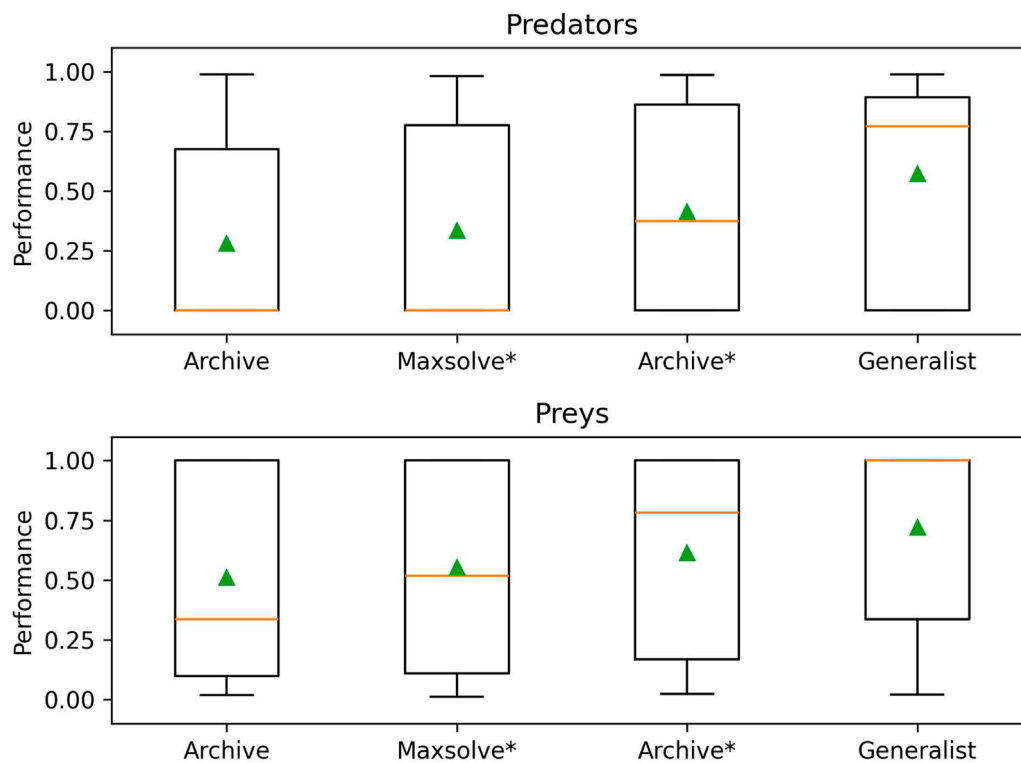 Predators
Performance
1.00
0.75
0.50
0.25
0.00
Archive Maxsolve* Archive* Generalist
Preys
Performance
1.00
0.75
0.50
0.25
0.00
Archive Maxsolve* Archive* Generalist